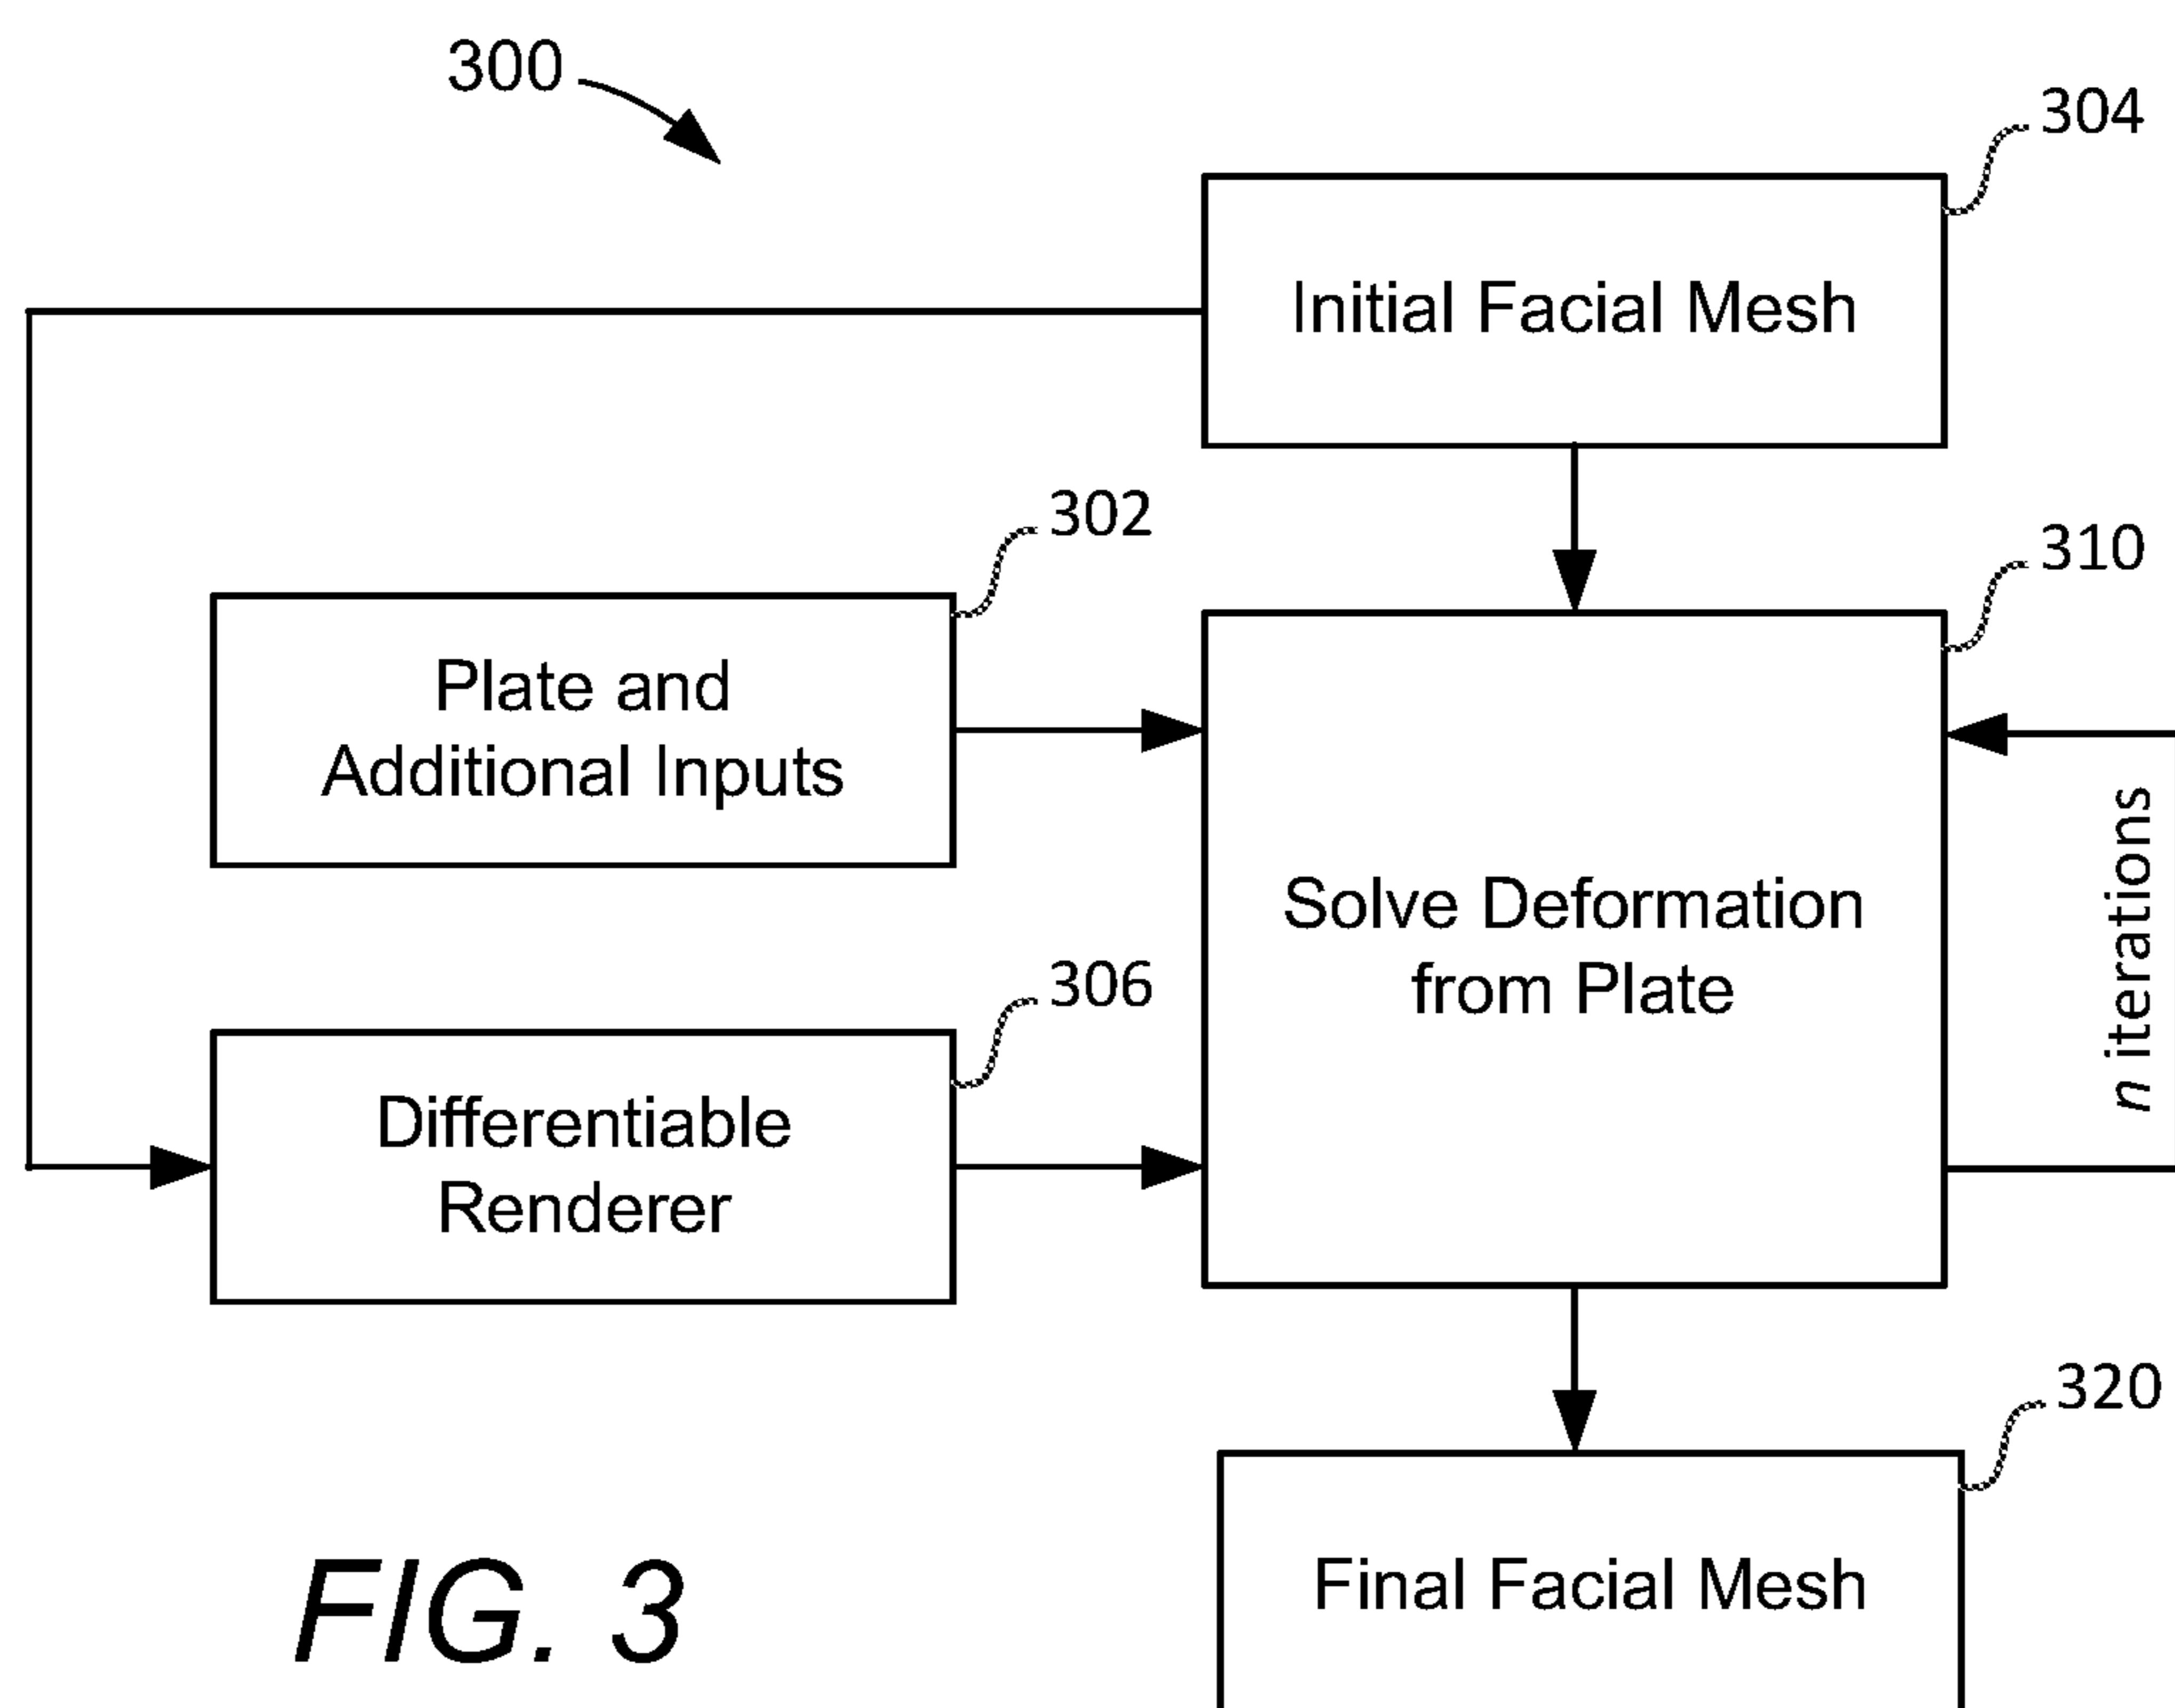 300
304
Initial Facial Mesh
302
310
Plate and
Additional Inputs
Solve Deformation
from Plate
n iterations
306
Differentiable
Renderer
320
Final Facial Mesh
FIG. 3